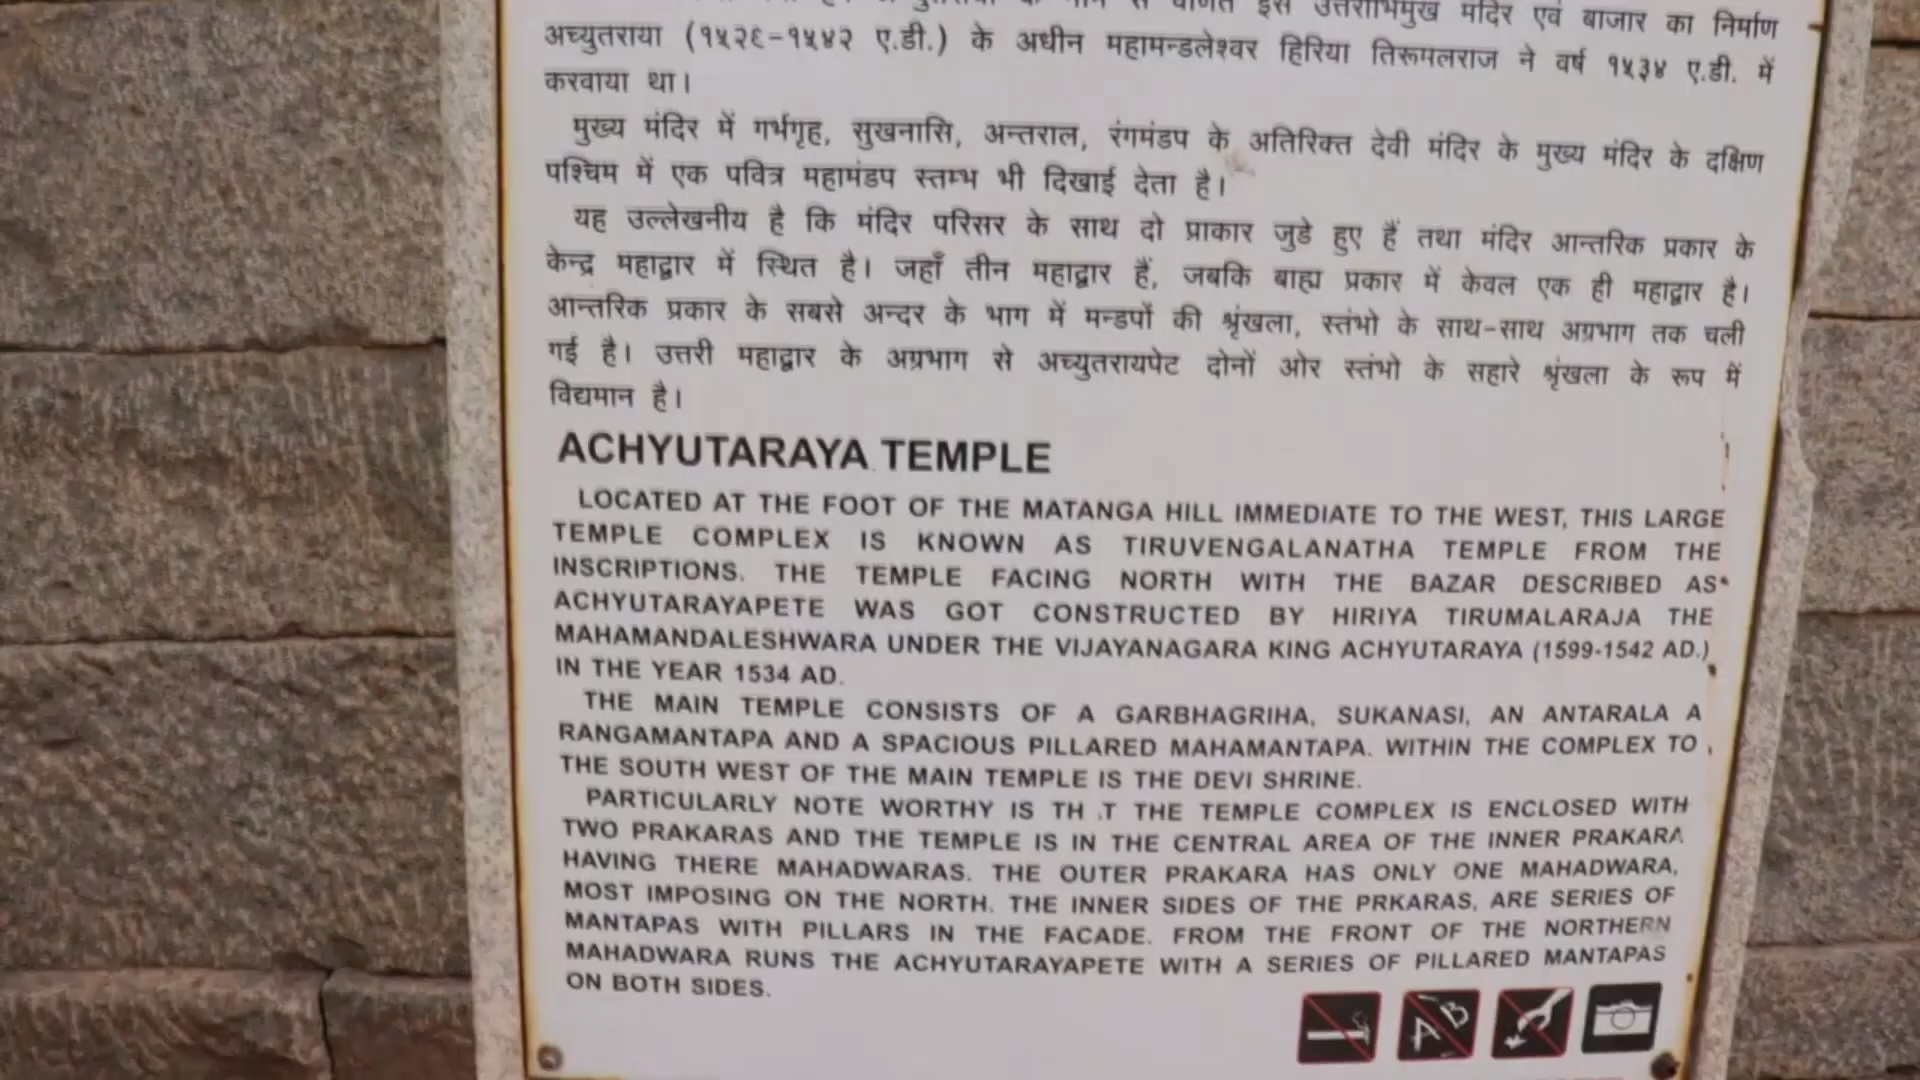 इस उत्तराभिमुख मंदिर एवं बाजार का निर्माण
अच्युतराया (१५२६-१५४२ ए.डी.) के अधीन महामन्डलेश्वर हिरिया तिरूमलराज ने वर्ष १५३४ ए.डी. में
करवाया था।
मुख्य मंदिर में गर्भगृह, सुखनासि, अन्तराल, रंगमंडप के अतिरिक्त देवी मंदिर के मुख्य मंदिर के दक्षिण
पश्चिम में एक पवित्र महामंडप स्तम्भ भी दिखाई देता है।
यह उल्लेखनीय है कि मंदिर परिसर के साथ दो प्राकार जुडे हुए हैं तथा मंदिर आन्तरिक प्रकार के
केन्द्र महाद्वार में स्थित है। जहाँ तीन महाद्वार हैं, जबकि बाह्य प्रकार में केवल एक ही महाद्वार है।
आन्तरिक प्रकार के सबसे अन्दर के भाग में मन्डपों की श्रृंखला, स्तंभो के साथ-साथ अग्रभाग तक चली
गई है। उत्तरी महाद्वार के अग्रभाग से अच्युतरायपेट दोनों ओर स्तंभो के सहारे श्रृंखला के रूप में
विद्यमान है।
ACHYUTARAYA TEMPLE
LOCATED AT THE FOOT OF THE MATANGA HILL IMMEDIATE TO THE WEST, THIS LARGE
TEMPLE COMPLEX IS KNOWN AS TIRUVENGALANATHA TEMPLE FROM THE
INSCRIPTIONS. THE TEMPLE FACING NORTH WITH THE BAZAR DESCRIBED AS
ACHYUTARAYAPETE WAS GOT CONSTRUCTED BY HIRIYA TIRUMALARAJA THE
MAHAMANDALESHWARA UNDER THE VIJAYANAGARA KING ACHYUTARAYA (1599-1542 AD.)
IN THE YEAR 1534 AD.
THE MAIN TEMPLE CONSISTS OF A GARBHAGRIHA, SUKANASI, AN ANTARALA A
RANGAMANTAPA AND A SPACIOUS PILLARED MAHAMANTAPA. WITHIN THE COMPLEX TO
THE SOUTH WEST OF THE MAIN TEMPLE IS THE DEVI SHRINE.
PARTICULARLY NOTE WORTHY IS TH T THE TEMPLE COMPLEX IS ENCLOSED WITH
TWO PRAKARAS AND THE TEMPLE IS IN THE CENTRAL AREA OF THE INNER PRAKARA
HAVING THERE MAHADWARAS. THE OUTER PRAKARA HAS ONLY ONE MAHADWARA,
MOST IMPOSING ON THE NORTH. THE INNER SIDES OF THE PRKARAS, ARE SERIES OF
MANTAPAS WITH PILLARS IN THE FACADE. FROM THE FRONT OF THE NORTHERN
MAHADWARA RUNS THE ACHYUTARAYAPETE WITH A SERIES OF PILLARED MANTAPAS
ON BOTH SIDES.
A B